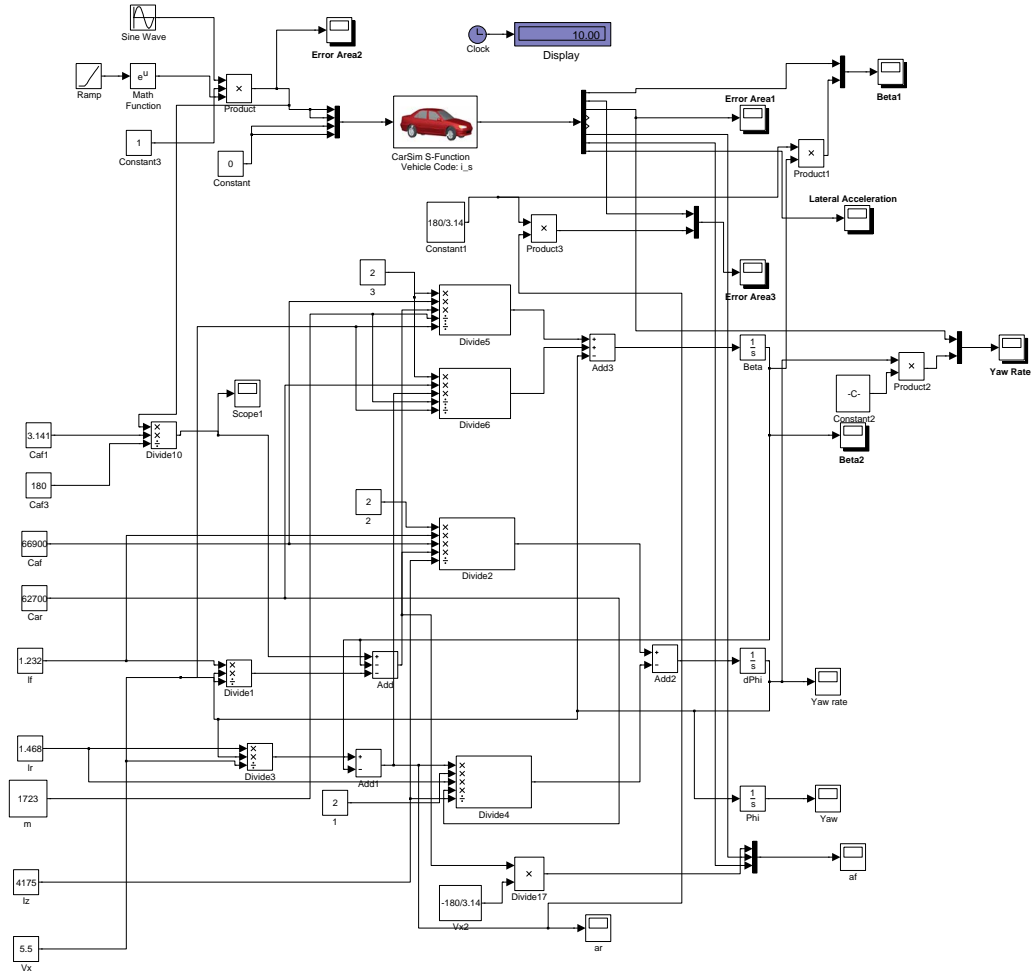 Sine Wave
Error Area2
Clock
10.00
Display
Ramp
e^u
Math
Function
×
Product
1
Constant3
0
Constant
CarSim S-Function
Vehicle Code: i_s
Error Area1
Beta1
×
Product1
Lateral Acceleration
180/3.14
Constant1
×
Product3
Error Area3
2
3
×
×
×
÷
÷
Divide5
+
+
−
Add3
1
s
Beta
Yaw Rate
×
Product2
-C-
Constant2
Beta2
×
×
÷
÷
÷
Divide6
Scope1
3.141
Caf1
×
×
÷
Divide10
180
Caf3
2
2
66900
Caf
×
×
×
×
÷
Divide2
62700
Car
1.232
lf
×
×
÷
Divide1
+
−
−
Add
+
−
Add2
1
s
dPhi
Yaw rate
1.468
lr
×
×
÷
Divide3
+
−
Add1
×
×
×
×
÷
Divide4
1723
m
2
1
1
s
Phi
Yaw
4175
Iz
×
Divide17
-180/3.14
Vx2
af
ar
5.5
Vx